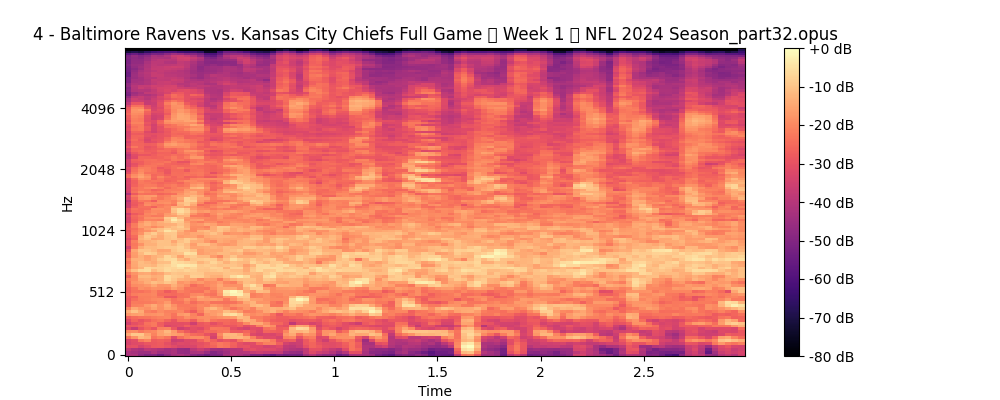 4 - Baltimore Ravens vs. Kansas City Chiefs Full Game ▯ Week 1 ▯ NFL 2024 Season_part32.opus
+0 dB
4096
-10 dB
-20 dB
2048
-30 dB
Hz
1024
-40 dB
-50 dB
512
-60 dB
-70 dB
0
-80 dB
0
0.5
1
1.5
2
2.5
Time